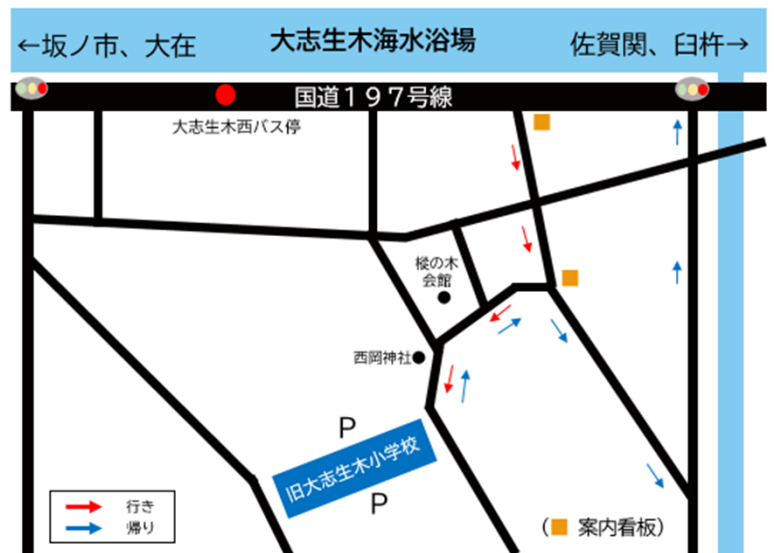 ←坂ノ市、大在
大志生木海水浴場
佐賀関、臼杵→
国道197号線
大志生木西バス停
樅の木
会館
西岡神社
P
旧大志生木小学校
P
行き
帰り
（ 案内看板）